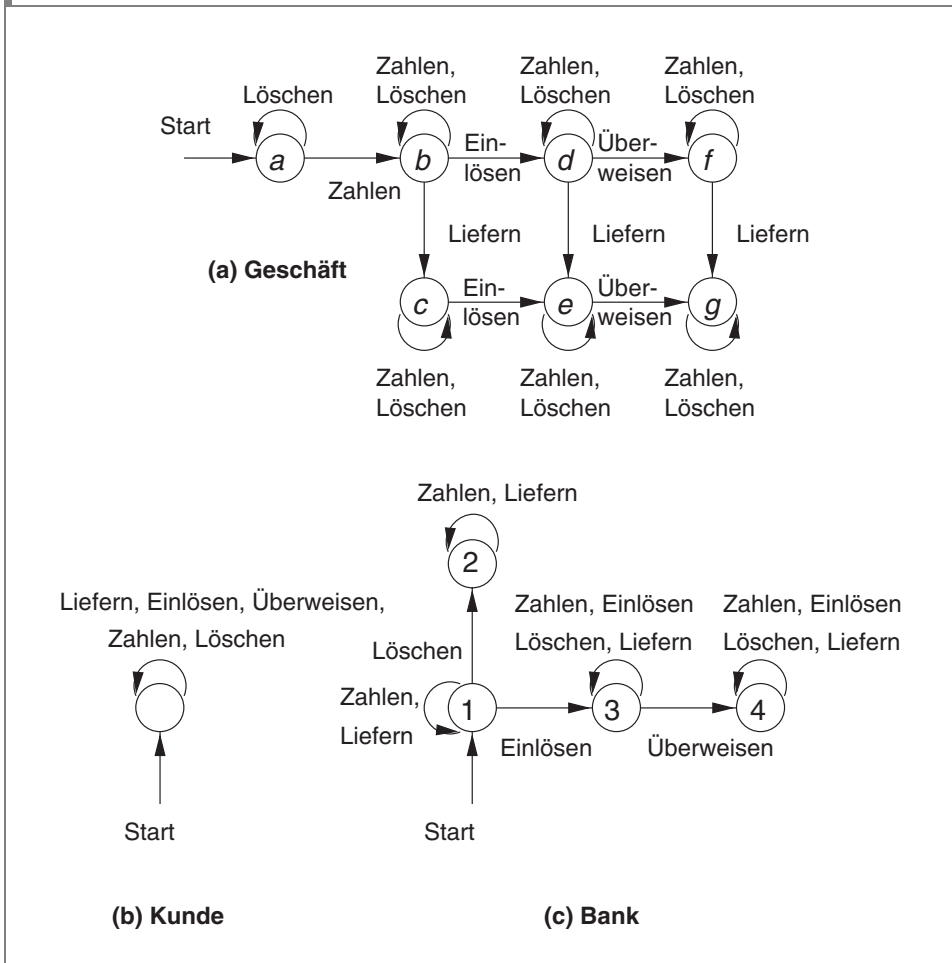 Zahlen, Zahlen, Zahlen,
Löschen Löschen Löschen Löschen
Start
Ein- Über-
a b d f
lösen weisen
Zahlen
Liefern Liefern Liefern
(a) Geschäft
Ein- Über-
c e g
lösen weisen
Zahlen, Zahlen, Zahlen,
Löschen Löschen Löschen
Zahlen, Liefern
2
Liefern, Einlösen, Überweisen,
Zahlen, Löschen
Zahlen, Einlösen Zahlen, Einlösen
Löschen, Liefern Löschen, Liefern
Löschen
Zahlen,
Liefern
1 3 4
Einlösen Überweisen
Start Start
(b) Kunde (c) Bank